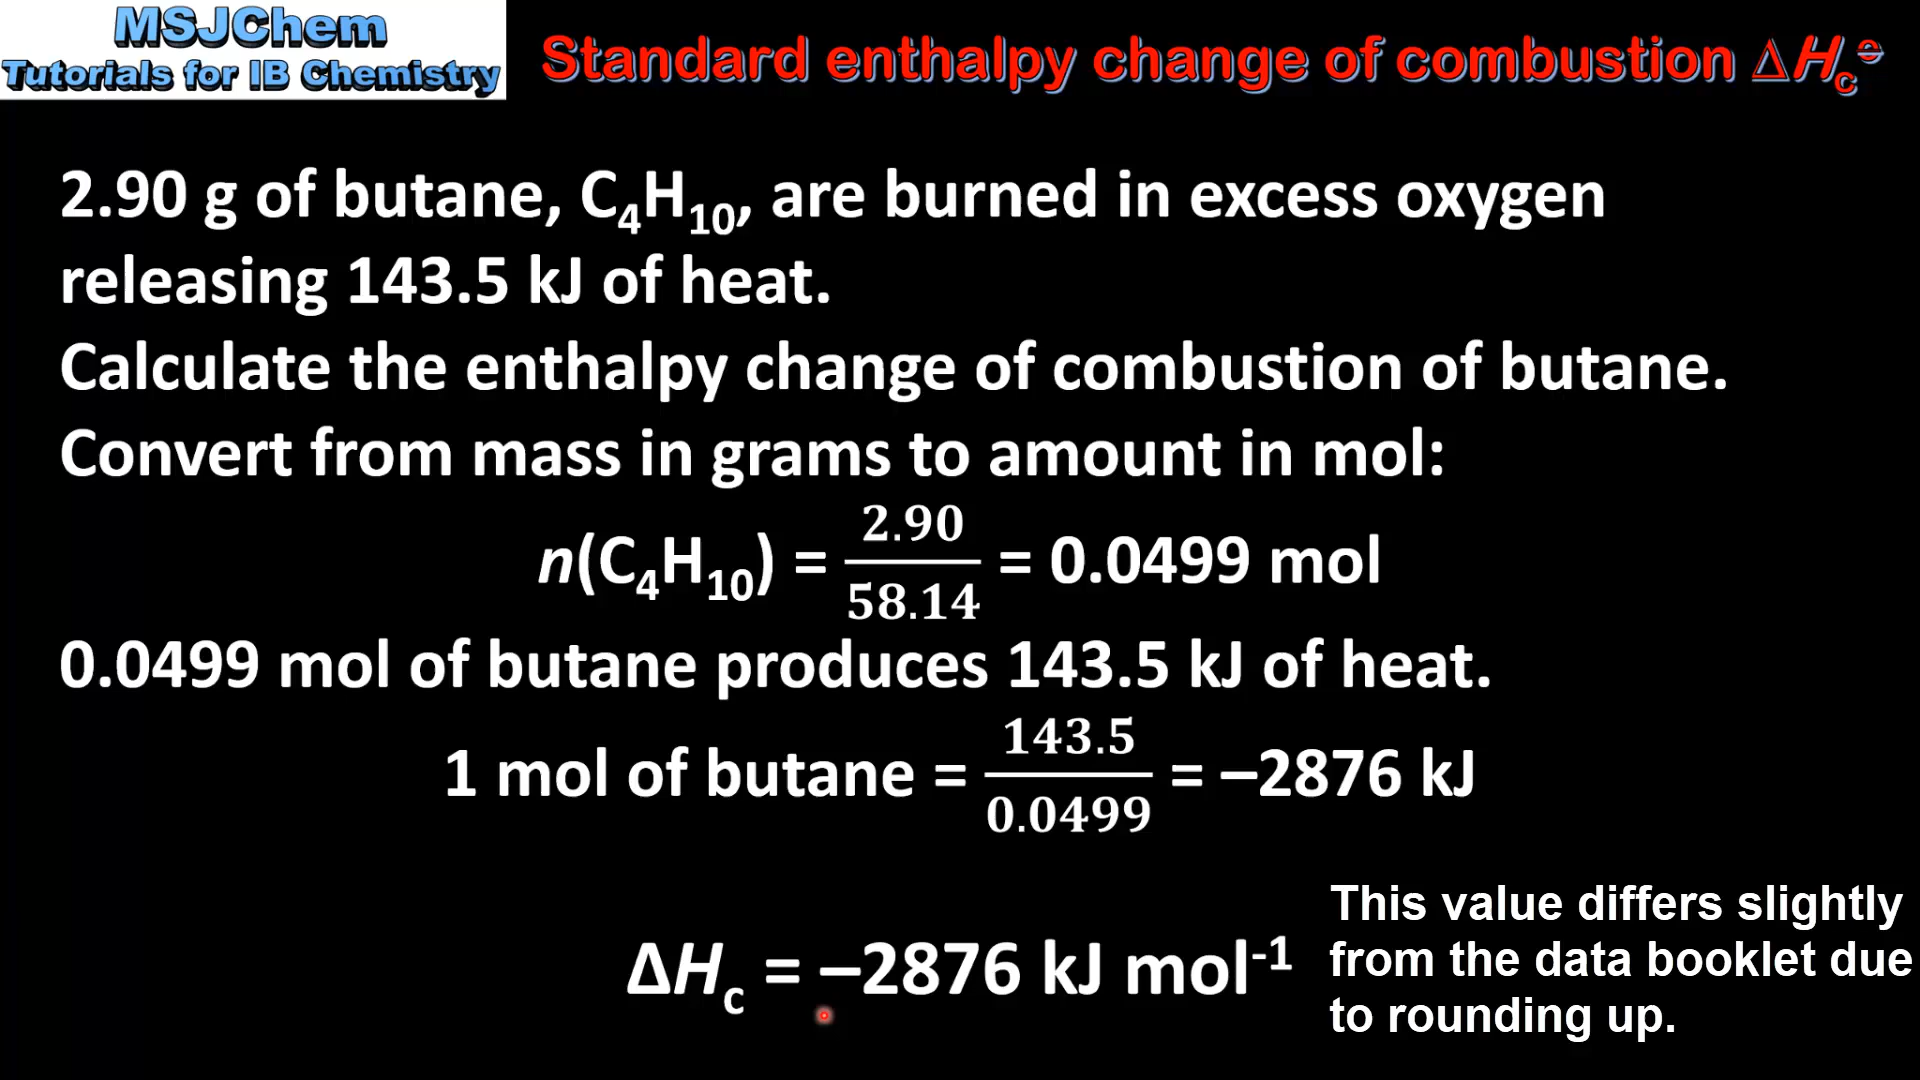 MSJChem
Tutorials for IB Chemistry
Standard enthalpy change of combustion ΔHc⦵
2.90 g of butane, C₄H₁₀, are burned in excess oxygen
releasing 143.5 kJ of heat.
Calculate the enthalpy change of combustion of butane.
Convert from mass in grams to amount in mol:
n(C₄H₁₀) = 2.90/58.14 = 0.0499 mol
0.0499 mol of butane produces 143.5 kJ of heat.
1 mol of butane = 143.5/0.0499 = –2876 kJ
ΔHc = –2876 kJ mol⁻¹
This value differs slightly
from the data booklet due
to rounding up.